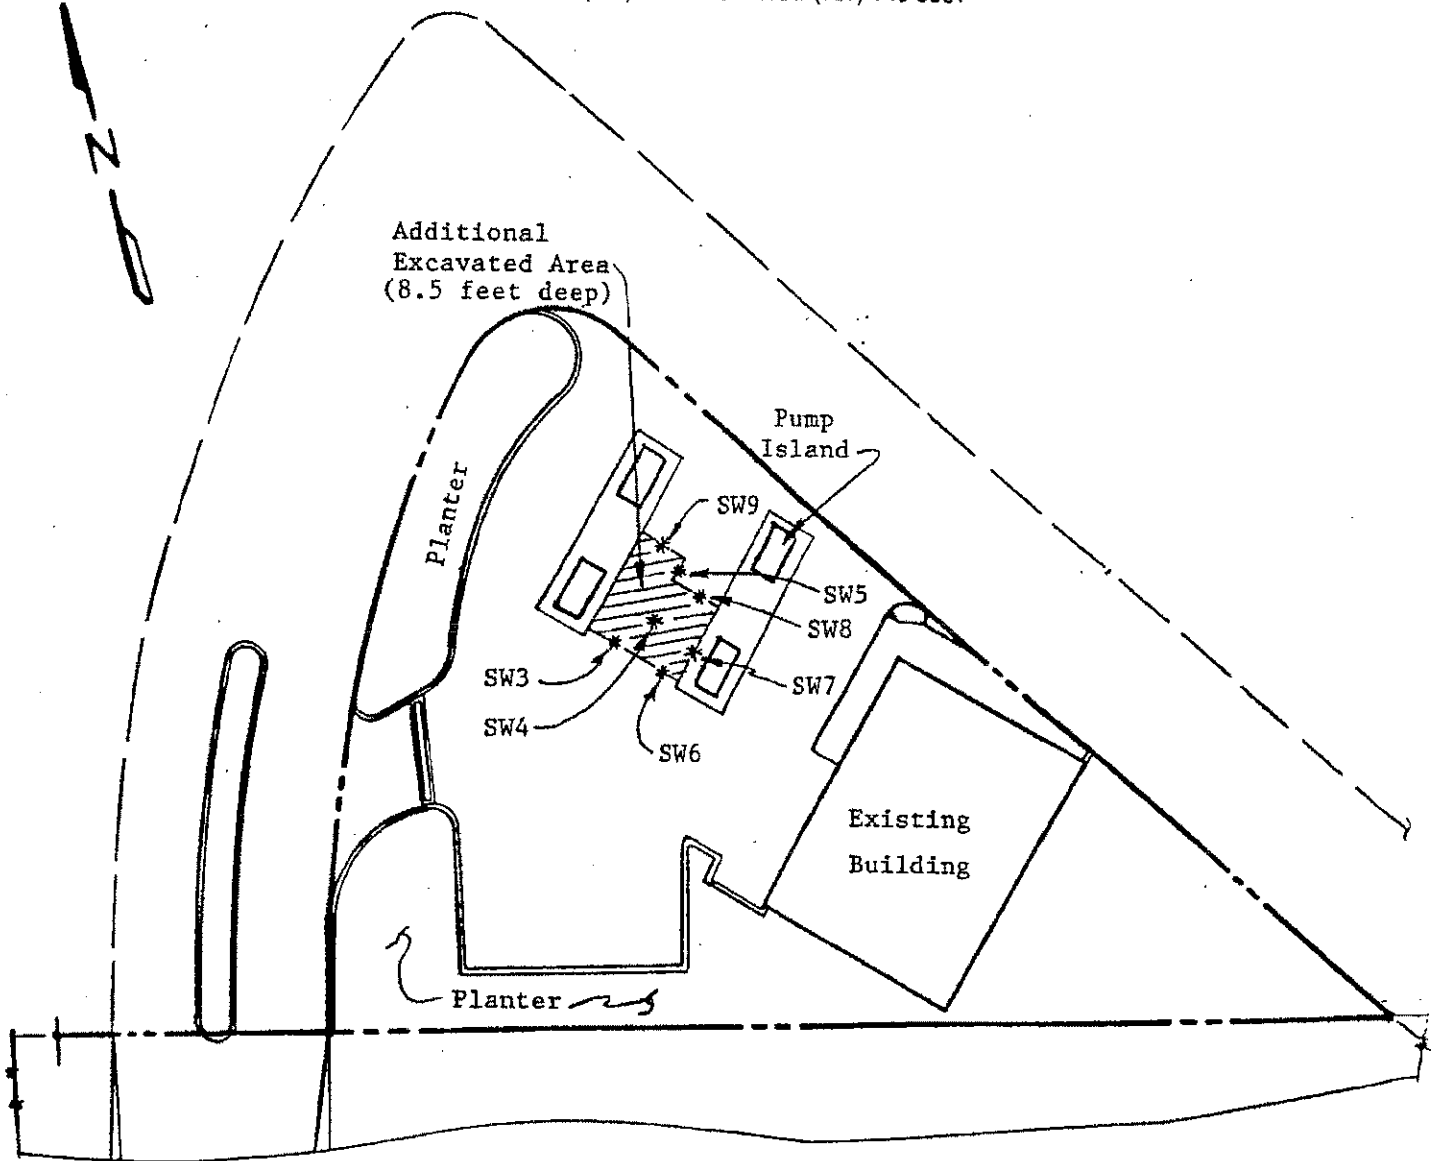 N
Additional
Excavated Area
(8.5 feet deep)
Pump
Island
Planter
SW9
SW5
SW8
SW3
SW7
SW4
SW6
Existing
Building
Planter